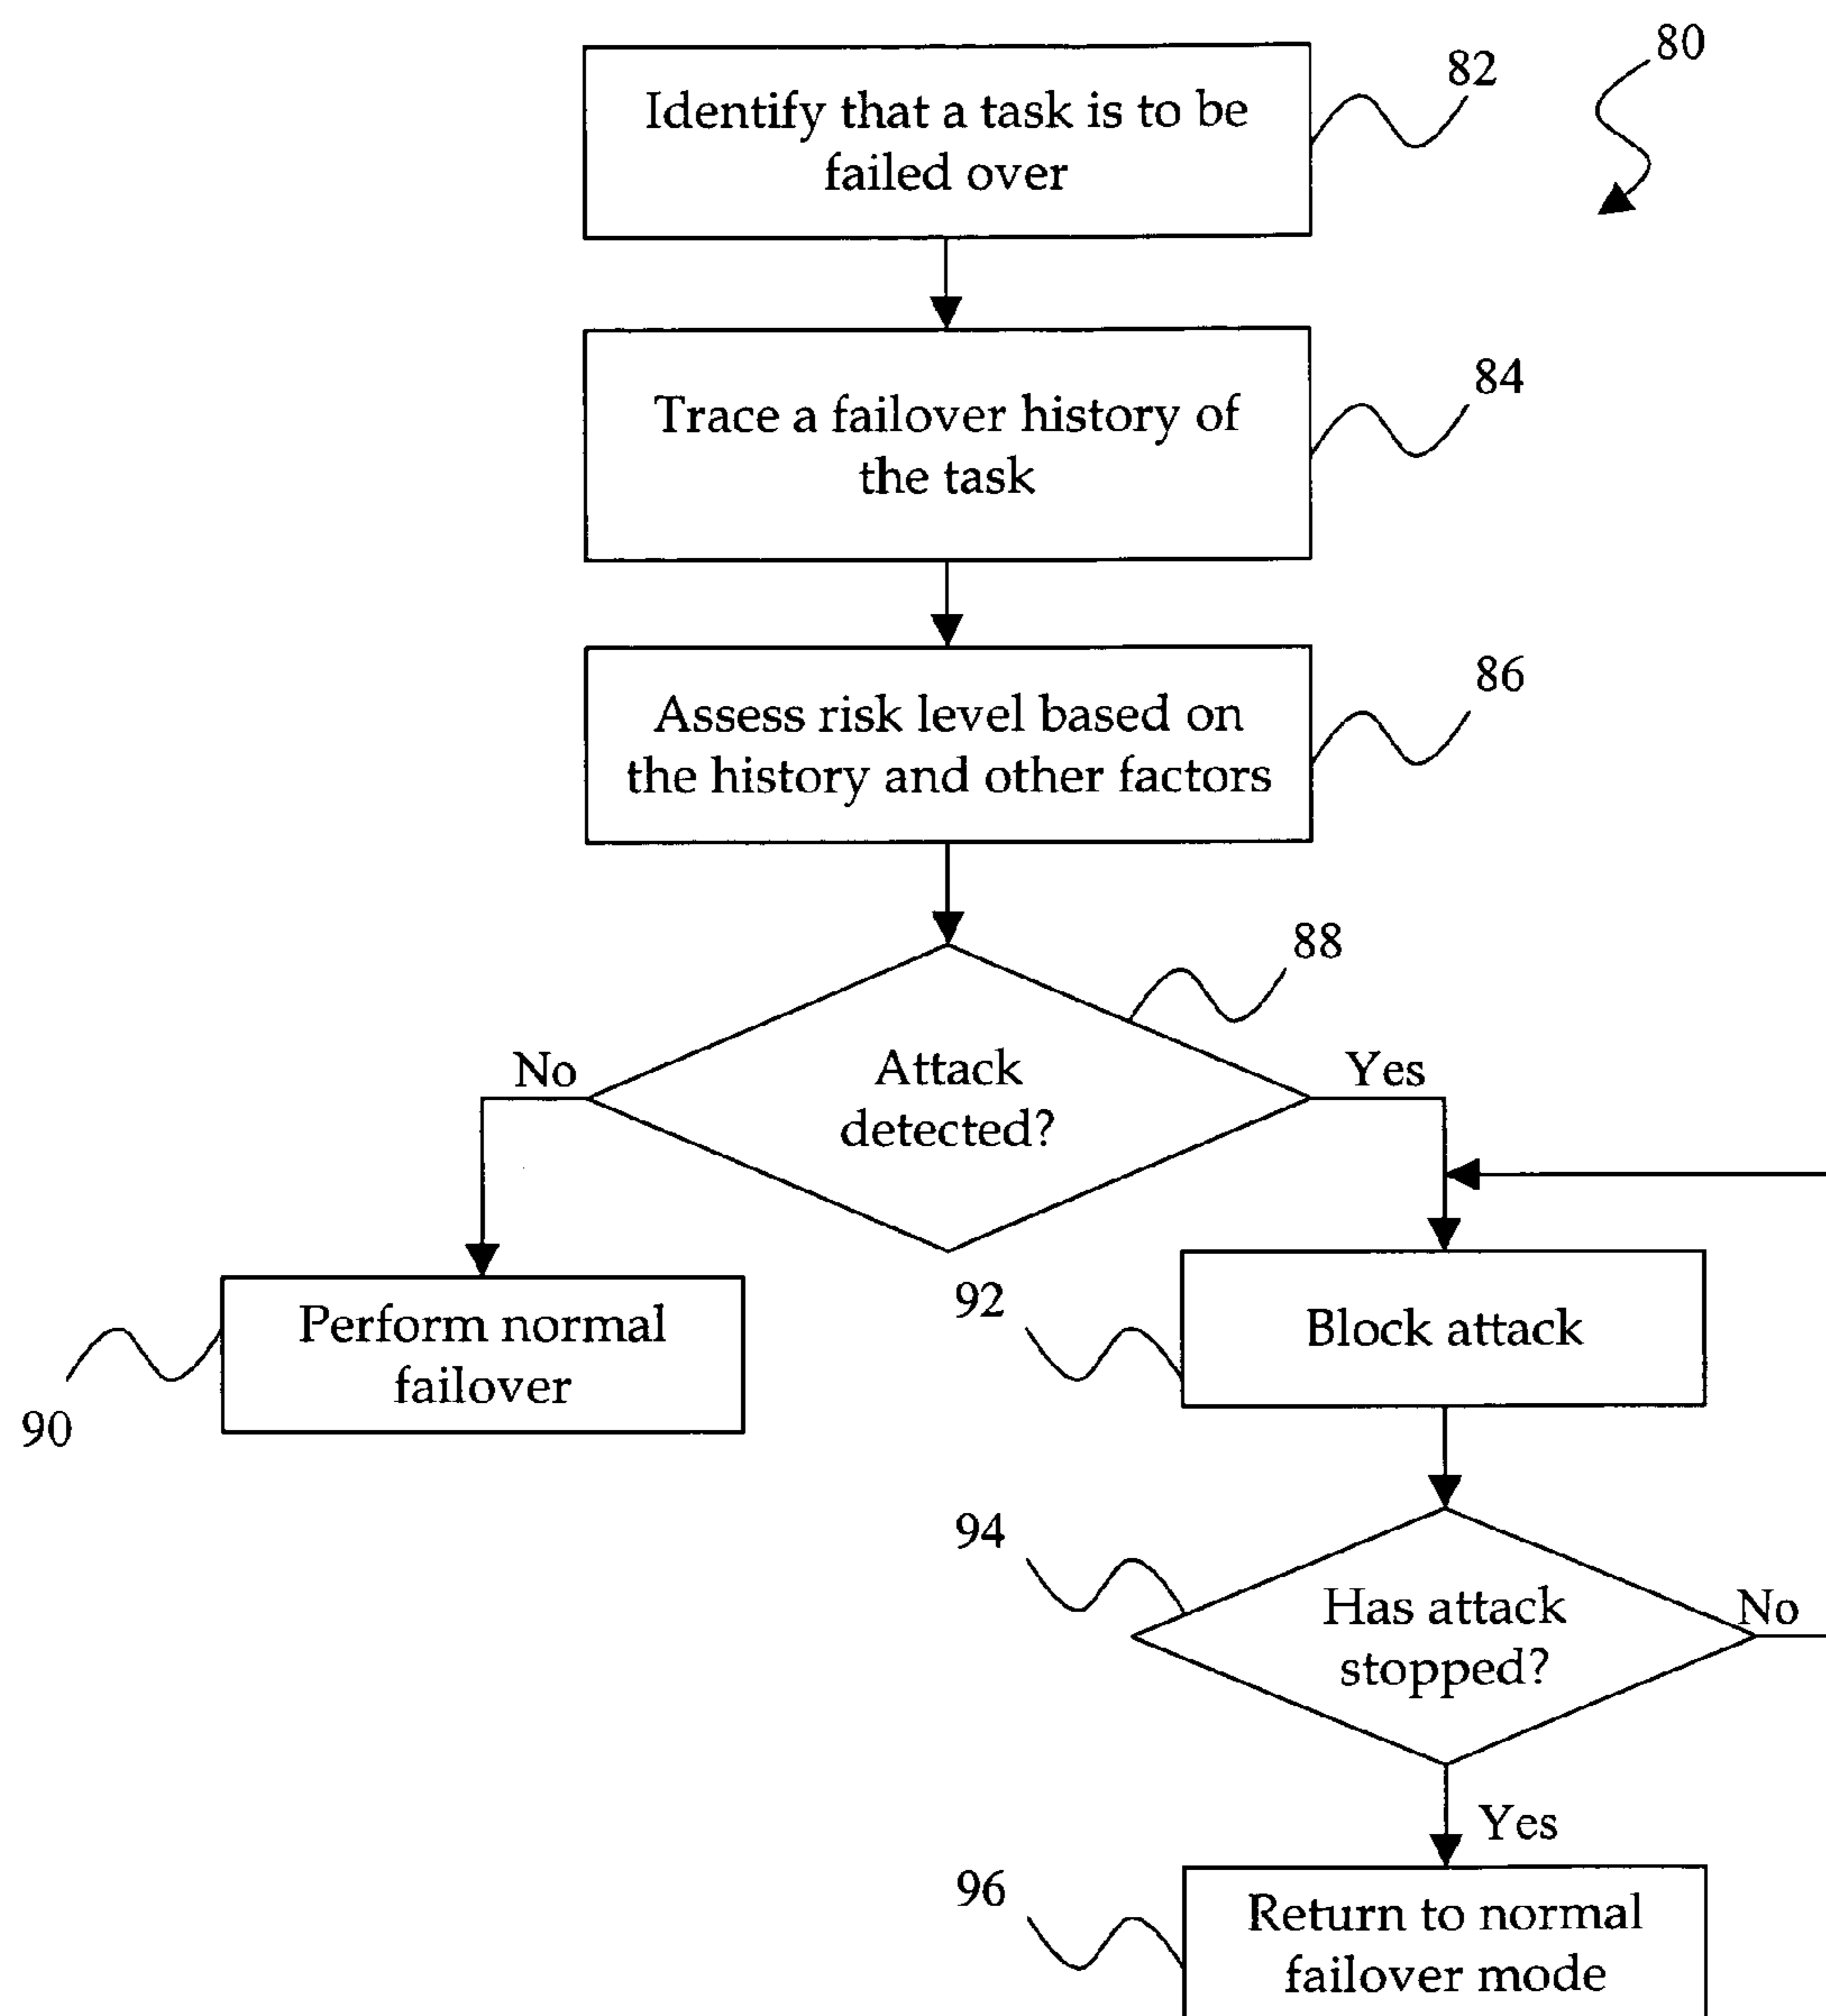 80
82
Identify that a task is to be
failed over
84
Trace a failover history of
the task
86
Assess risk level based on
the history and other factors
88
No
Attack
detected?
Yes
90
Perform normal
failover
92
Block attack
94
Has attack
stopped?
No
Yes
96
Return to normal
failover mode